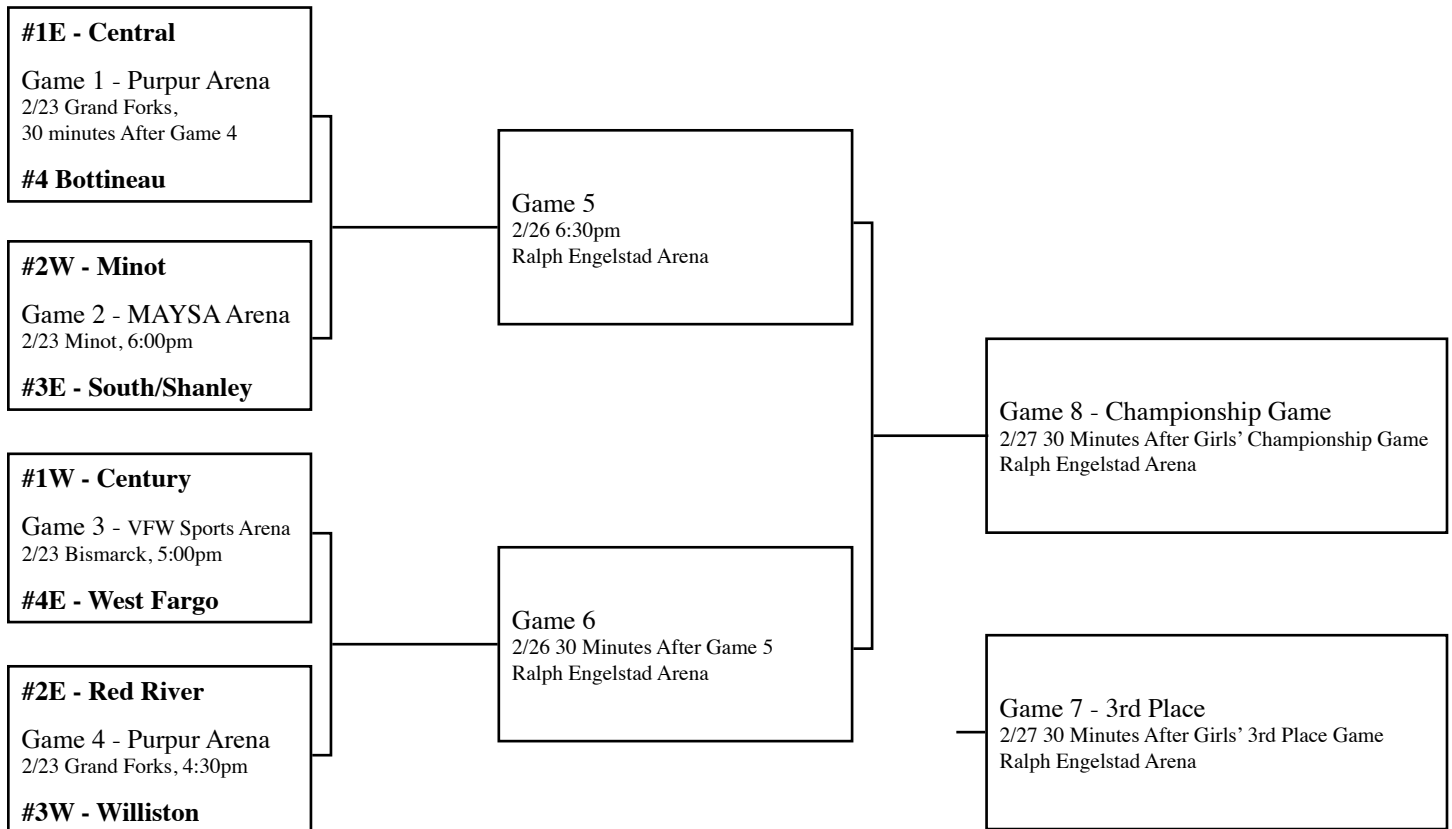 #1E - Central
Game 1 - Purpur Arena
2/23 Grand Forks,
30 minutes After Game 4
#4 Bottineau
#2W - Minot
Game 2 - MAYSA Arena
2/23 Minot, 6:00pm
#3E - South/Shanley
#1W - Century
Game 3 - VFW Sports Arena
2/23 Bismarck, 5:00pm
#4E - West Fargo
#2E - Red River
Game 4 - Purpur Arena
2/23 Grand Forks, 4:30pm
#3W - Williston
Game 5
2/26 6:30pm
Ralph Engelstad Arena
Game 6
2/26 30 Minutes After Game 5
Ralph Engelstad Arena
Game 8 - Championship Game
2/27 30 Minutes After Girls’ Championship Game
Ralph Engelstad Arena
Game 7 - 3rd Place
2/27 30 Minutes After Girls’ 3rd Place Game
Ralph Engelstad Arena